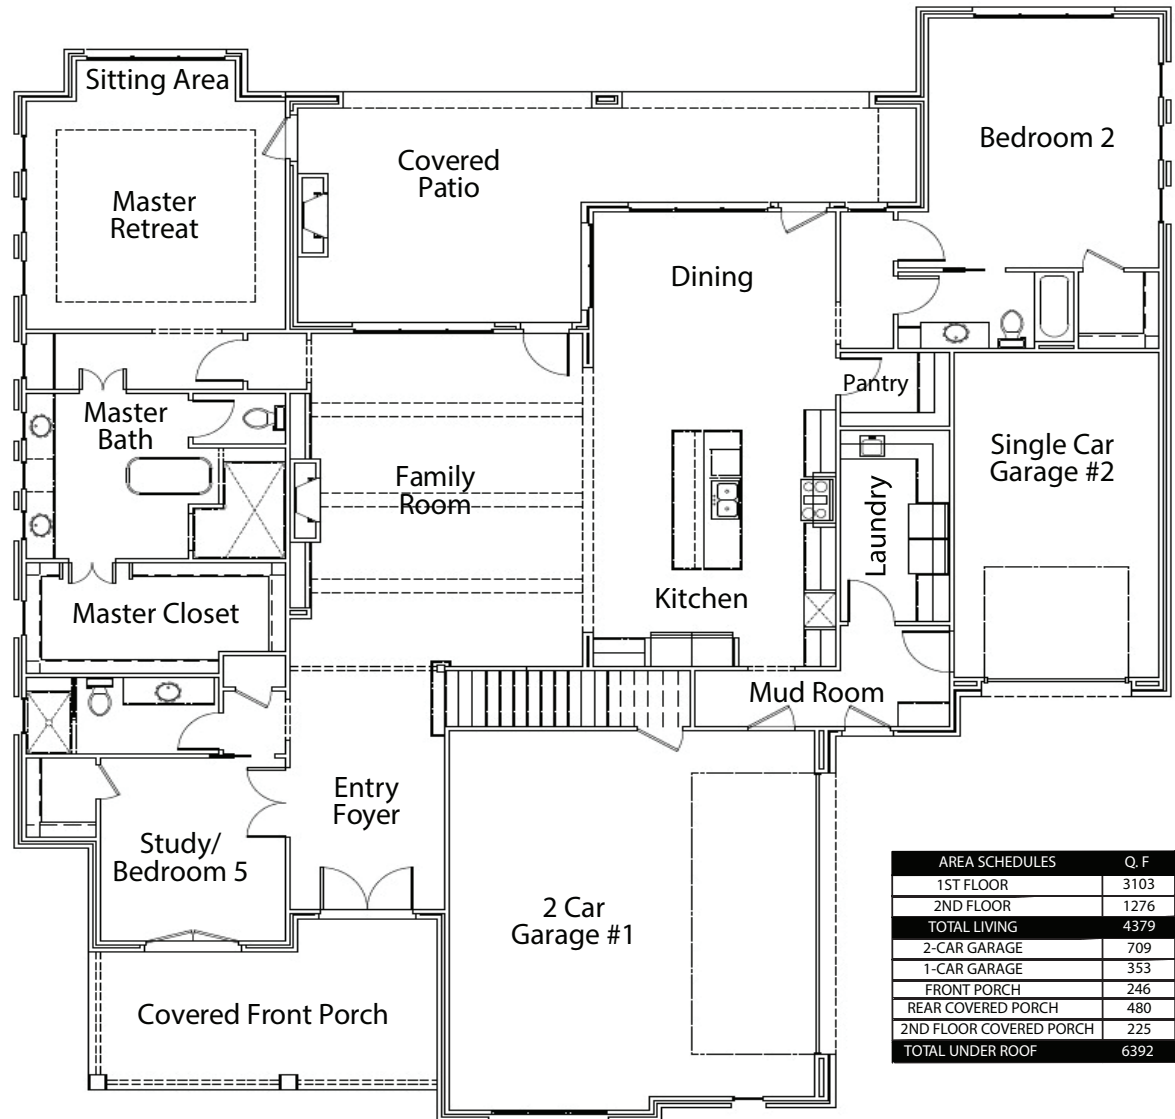 Sitting Area
Bedroom 2
Covered
Patio
Master
Retreat
Dining
Pantry
Master
Bath
Single Car
Garage #2
Family
Room
Laundry
Kitchen
Master Closet
Mud Room
Entry
Foyer
Study/
Bedroom 5
2 Car
Garage #1
Covered Front Porch
AREA SCHEDULES Q. F
1ST FLOOR 3103
2ND FLOOR 1276
TOTAL LIVING 4379
2-CAR GARAGE 709
1-CAR GARAGE 353
FRONT PORCH 246
REAR COVERED PORCH 480
2ND FLOOR COVERED PORCH 225
TOTAL UNDER ROOF 6392